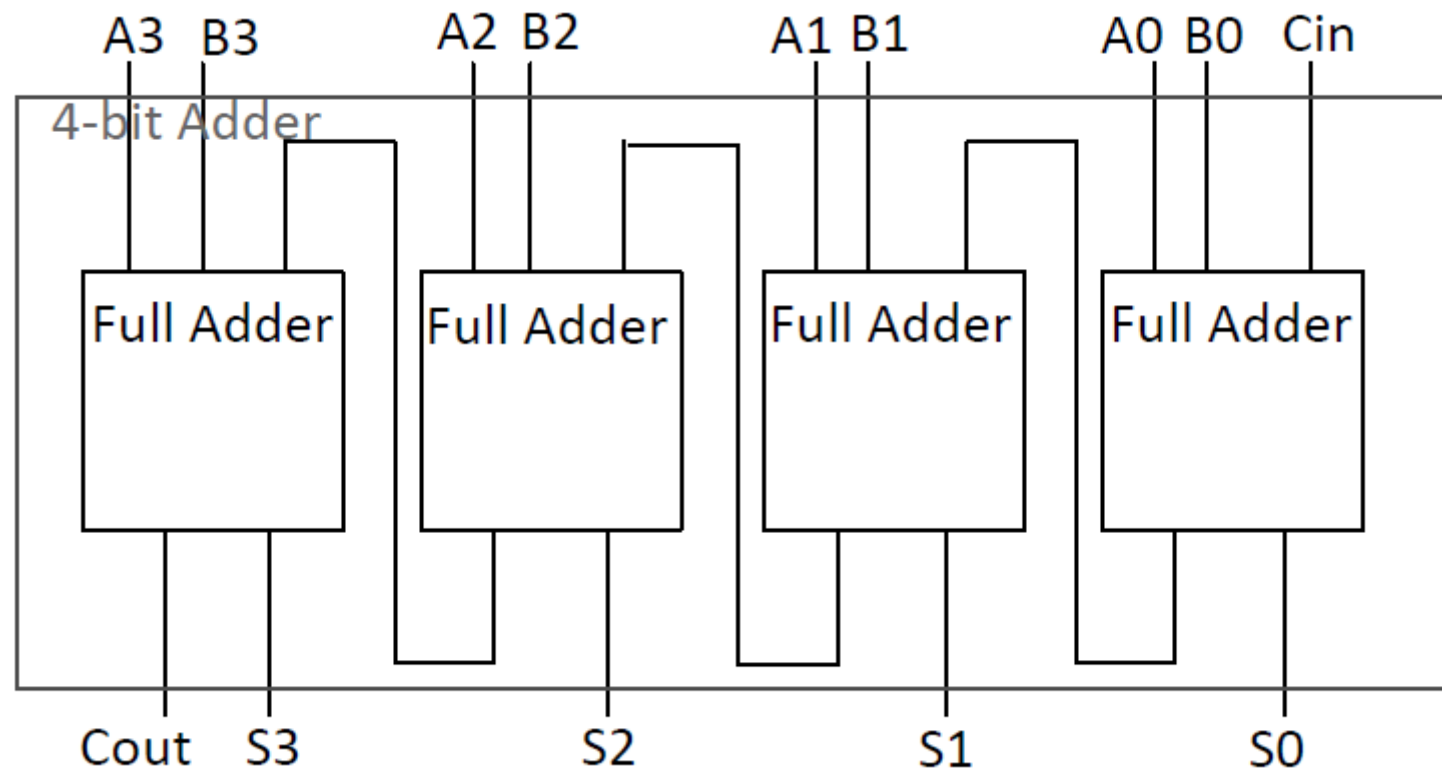 A3 B3 A2 B2 A1 B1 A0 B0 Cin
4-bit Adder
Full Adder Full Adder Full Adder Full Adder
Cout S3 S2 S1 S0